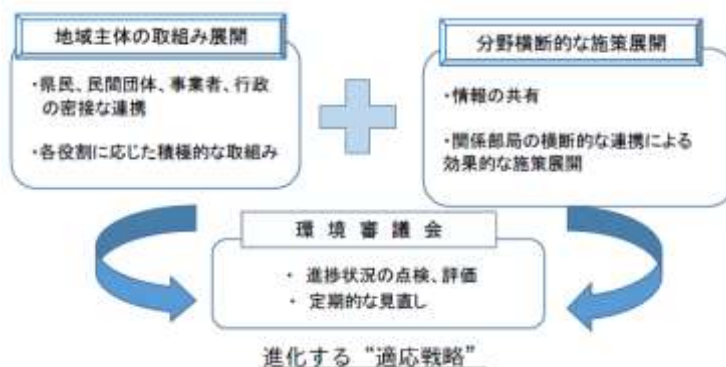 地域主体の取組み展開
・県民、民間団体、事業者、行政
の密接な連携
・各役割に応じた積極的な取組み
分野横断的な施策展開
・情報の共有
・関係部局の横断的な連携による
効果的な施策展開
環境審議会
・ 進捗状況の点検、評価
・ 定期的な見直し
進化する“適応戦略”